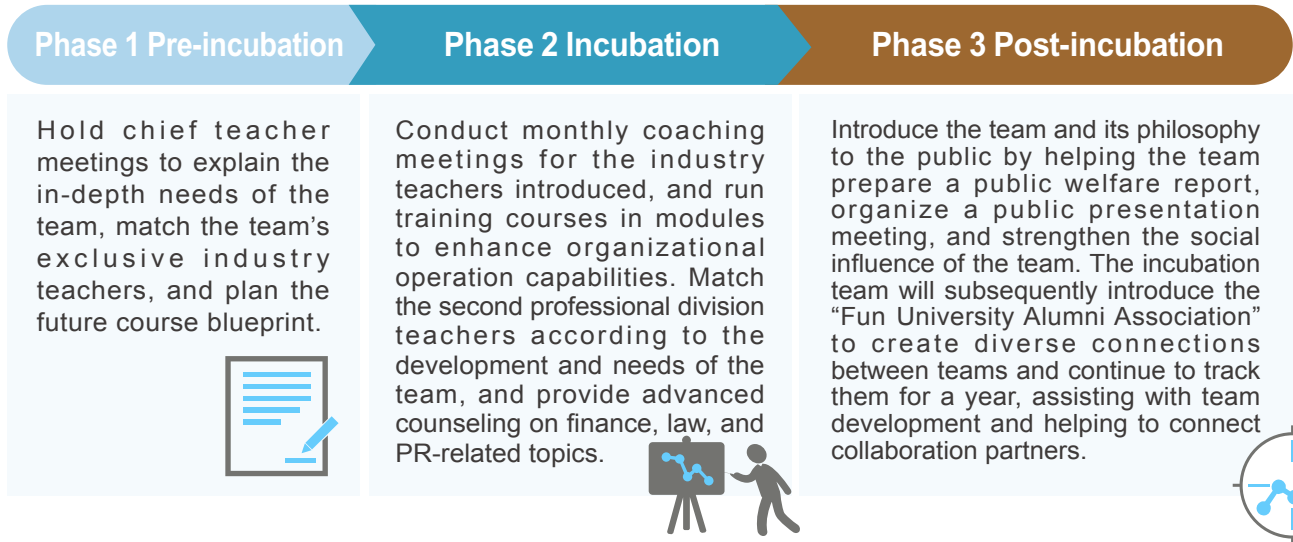 Phase 1 Pre-incubation
Phase 2 Incubation
Phase 3 Post-incubation
Hold chief teacher
meetings to explain the
in-depth needs of the
team, match the team's
exclusive industry
teachers, and plan the
future course blueprint.
Conduct monthly coaching
meetings for the industry
teachers introduced, and run
training courses in modules
to enhance organizational
operation capabilities. Match
the second professional division
teachers according to the
development and needs of the
team, and provide advanced
counseling on finance, law, and
PR-related topics.
Introduce the team and its philosophy
to the public by helping the team
prepare a public welfare report,
organize a public presentation
meeting, and strengthen the social
influence of the team. The incubation
team will subsequently introduce the
“Fun University Alumni Association”
to create diverse connections
between teams and continue to track
them for a year, assisting with team
development and helping to connect
collaboration partners.